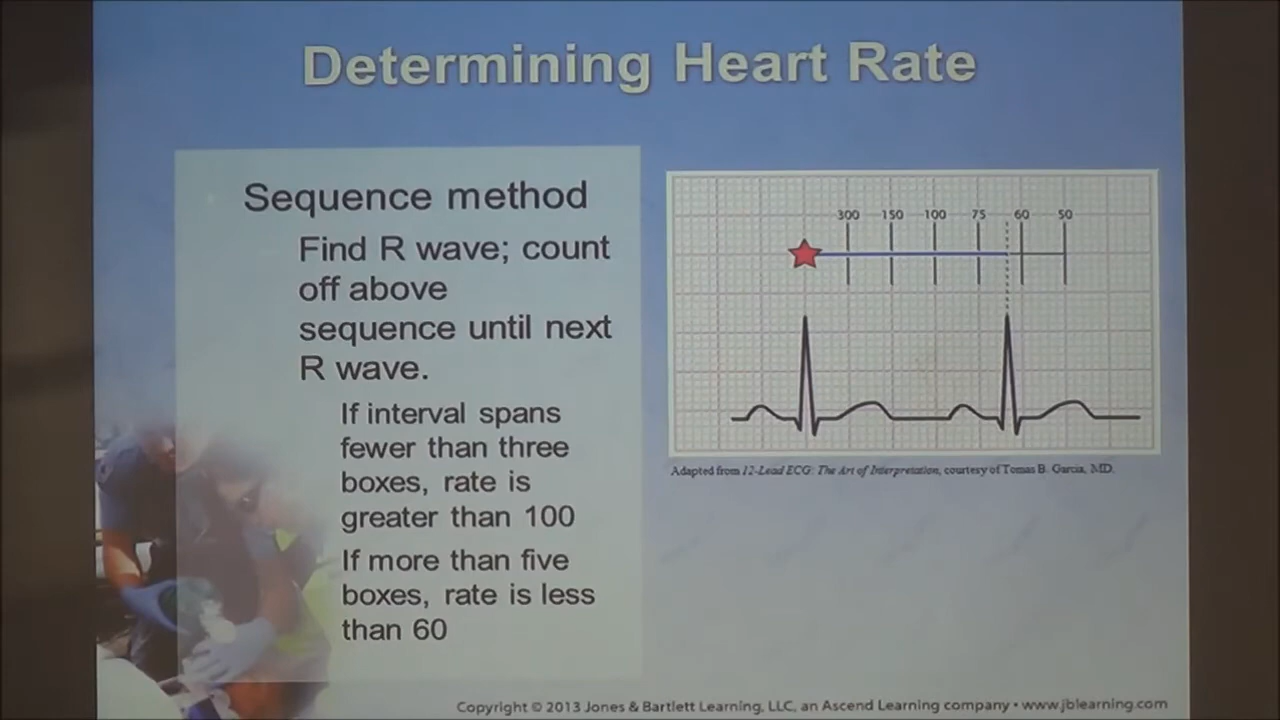 Determining Heart Rate
Sequence method
Find R wave; count
off above
sequence until next
R wave.
If interval spans
fewer than three
boxes, rate is
greater than 100
If more than five
boxes, rate is less
than 60
300 150 100 75 60 50
Adapted from 12-Lead ECG: The Art of Interpretation, courtesy of Tomas B. Garcia, MD.
Copyright © 2013 Jones & Bartlett Learning, LLC, an Ascend Learning company • www.jblearning.com